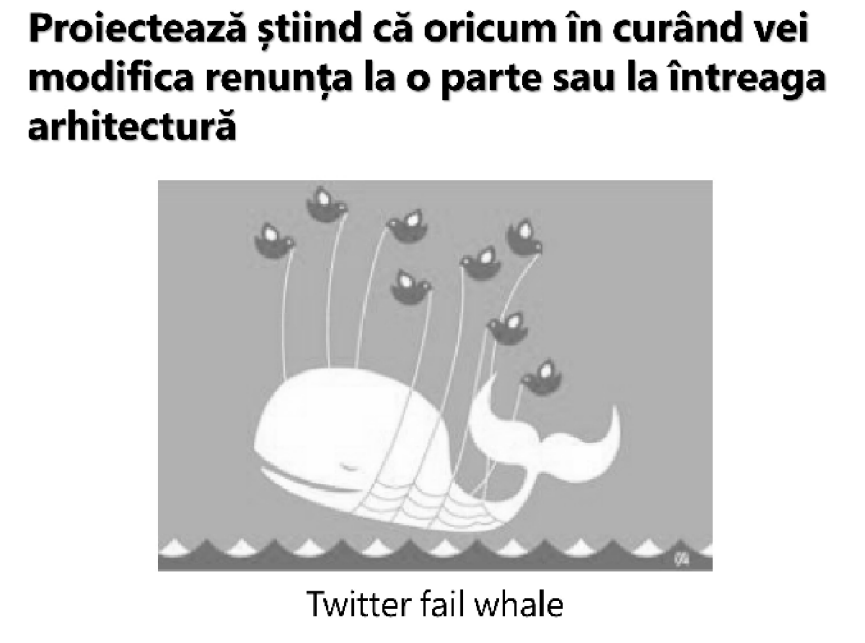 Proiectează știind că oricum în curând vei
modifica renunța la o parte sau la întreaga
arhitectură
Twitter fail whale